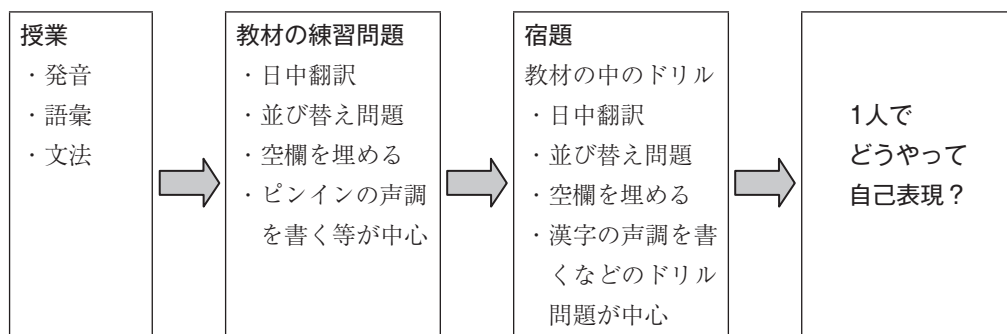 授業
・発音
・語彙
・文法
教材の練習問題
・日中翻訳
・並び替え問題
・空欄を埋める
・ピンインの声調
を書く等が中心
宿題
教材の中のドリル
・日中翻訳
・並び替え問題
・空欄を埋める
・漢字の声調を書
くなどのドリル
問題が中心
1人で
どうやって
自己表現？